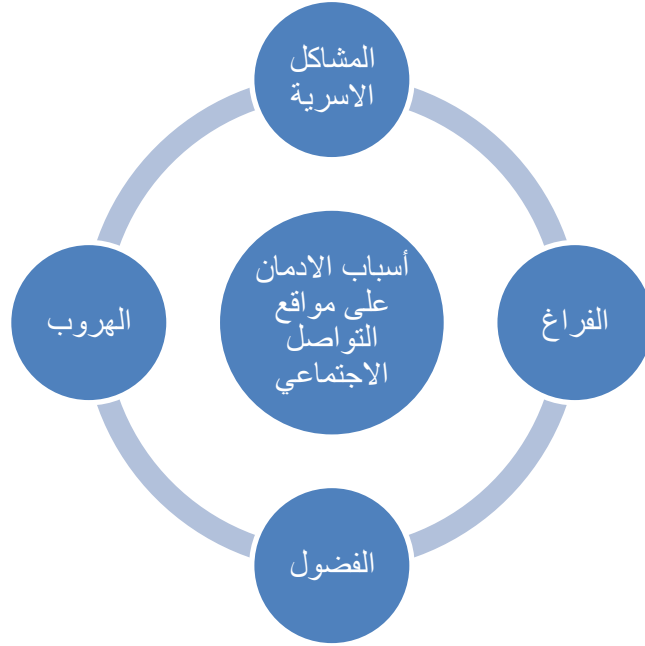 المشاكل
الاسرية
أسباب الادمان
على مواقع
التواصل
الاجتماعي
الفراغ
الهروب
الفضول